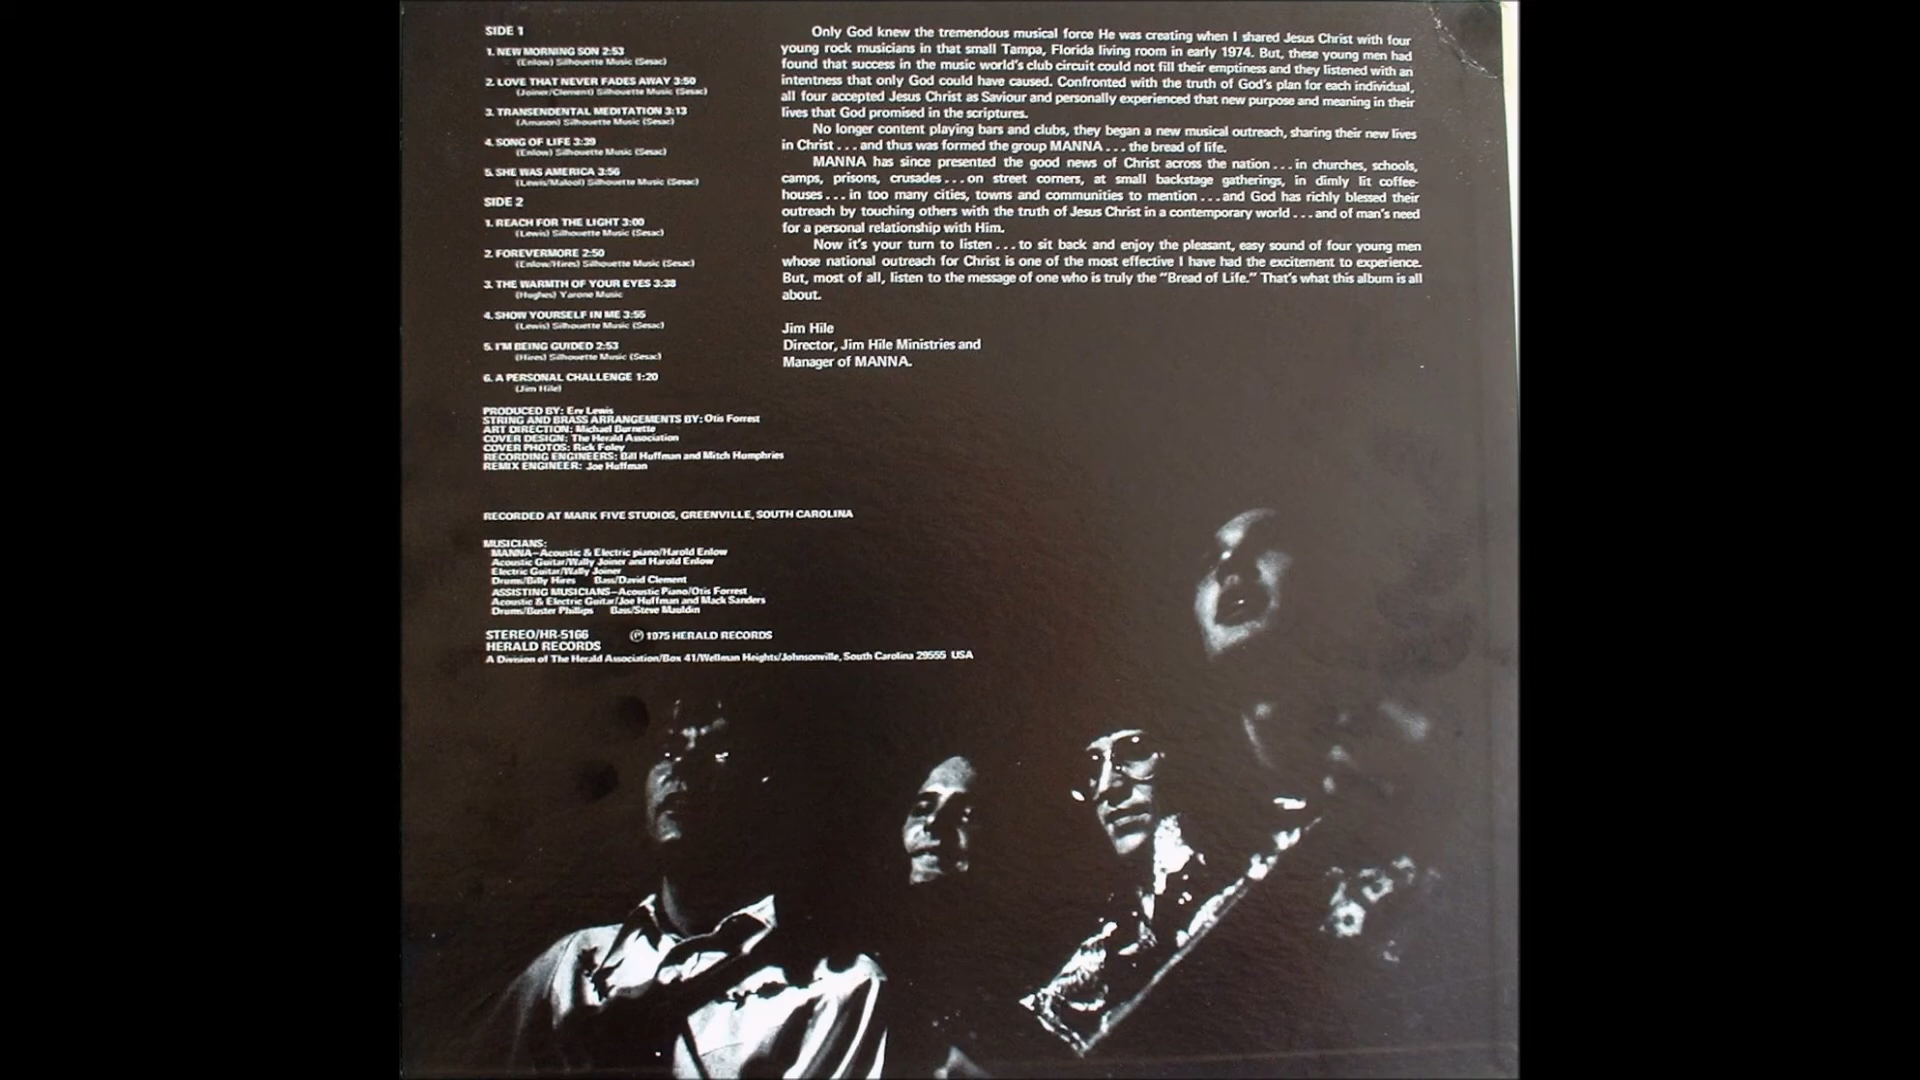 SIDE 1
1. NEW MORNING SON 2:53
(Enlow) Silhouette Music (Sesac)
2. LOVE THAT NEVER FADES AWAY 3:50
(Joiner/Clement) Silhouette Music (Sesac)
3. TRANSENDENTAL MEDITATION 3:13
(Amason) Silhouette Music (Sesac)
4. SONG OF LIFE 3:39
(Enlow) Silhouette Music (Sesac)
5. SHE WAS AMERICA 3:56
(Lewis/Malool) Silhouette Music (Sesac)
SIDE 2
1. REACH FOR THE LIGHT 3:00
(Lewis) Silhouette Music (Sesac)
2. FOREVERMORE 2:50
(Enlow/Hires) Silhouette Music (Sesac)
3. THE WARMTH OF YOUR EYES 3:38
(Hughes) Yarone Music
4. SHOW YOURSELF IN ME 3:55
(Lewis) Silhouette Music (Sesac)
5. I'M BEING GUIDED 2:53
(Hires) Silhouette Music (Sesac)
6. A PERSONAL CHALLENGE 1:20
(Jim Hile)
PRODUCED BY: Erv Lewis
STRING AND BRASS ARRANGEMENTS BY: Otis Forrest
ART DIRECTION: Michael Burnette
COVER DESIGN: The Herald Association
COVER PHOTOS: Rick Foley
RECORDING ENGINEERS: Bill Huffman and Mitch Humphries
REMIX ENGINEER: Joe Huffman
RECORDED AT MARK FIVE STUDIOS, GREENVILLE, SOUTH CAROLINA
MUSICIANS:
MANNA—Acoustic & Electric piano/Harold Enlow
Acoustic Guitar/Wally Joiner and Harold Enlow
Electric Guitar/Wally Joiner
Drums/Billy Hires Bass/David Clement
ASSISTING MUSICIANS—Acoustic Piano/Otis Forrest
Acoustic & Electric Guitar/Joe Huffman and Mack Sanders
Drums/Buster Phillips Bass/Steve Mauldin
STEREO/HR-5166 ℗ 1975 HERALD RECORDS
HERALD RECORDS
A Division of The Herald Association/Box 41/Wellman Heights/Johnsonville, South Carolina 29555 USA
Only God knew the tremendous musical force He was creating when I shared Jesus Christ with four
young rock musicians in that small Tampa, Florida living room in early 1974. But, these young men had
found that success in the music world's club circuit could not fill their emptiness and they listened with an
intentness that only God could have caused. Confronted with the truth of God's plan for each individual,
all four accepted Jesus Christ as Saviour and personally experienced that new purpose and meaning in their
lives that God promised in the scriptures.
No longer content playing bars and clubs, they began a new musical outreach, sharing their new lives
in Christ . . . and thus was formed the group MANNA . . . the bread of life.
MANNA has since presented the good news of Christ across the nation . . . in churches, schools,
camps, prisons, crusades . . . on street corners, at small backstage gatherings, in dimly lit coffee-
houses . . . in too many cities, towns and communities to mention . . . and God has richly blessed their
outreach by touching others with the truth of Jesus Christ in a contemporary world . . . and of man's need
for a personal relationship with Him.
Now it's your turn to listen . . . to sit back and enjoy the pleasant, easy sound of four young men
whose national outreach for Christ is one of the most effective I have had the excitement to experience.
But, most of all, listen to the message of one who is truly the "Bread of Life." That's what this album is all
about.
Jim Hile
Director, Jim Hile Ministries and
Manager of MANNA.